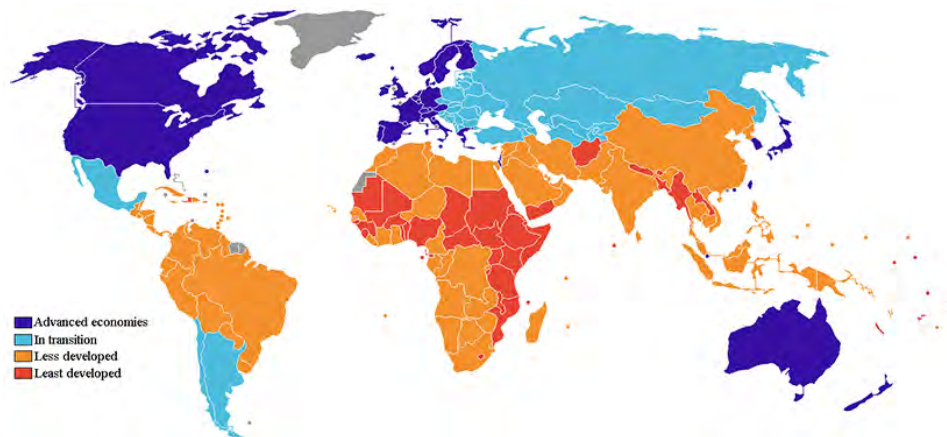 Advanced economies
In transition
Less developed
Least developed